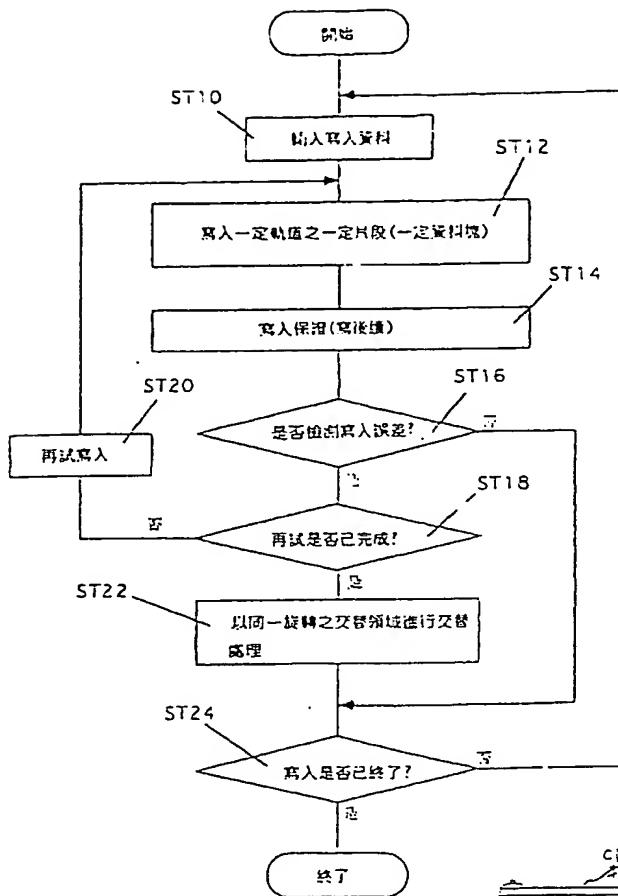 開始
ST10
輸入寫入資料
ST12
寫入一定軌道之一定片段(一定資料塊)
ST14
寫入保證(寫後讀)
ST16
是否檢測寫入誤差?
否
ST20
再試寫入
是
ST18
再試是否已完成?
否
是
ST22
以同一旋轉之交替領域進行交替
處理
ST24
寫入是否已終了?
否
是
終了
C